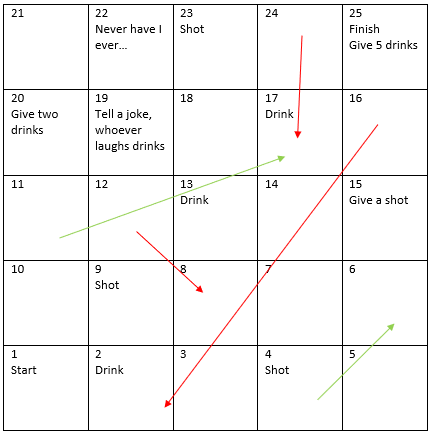 21
22
Never have I
ever...
23
Shot
24
25
Finish
Give 5 drinks
20
Give two
drinks
19
Tell a joke,
whoever
laughs drinks
18
17
Drink
16
11
12
13
Drink
14
15
Give a shot
10
9
Shot
8
7
6
1
Start
2
Drink
3
4
Shot
5